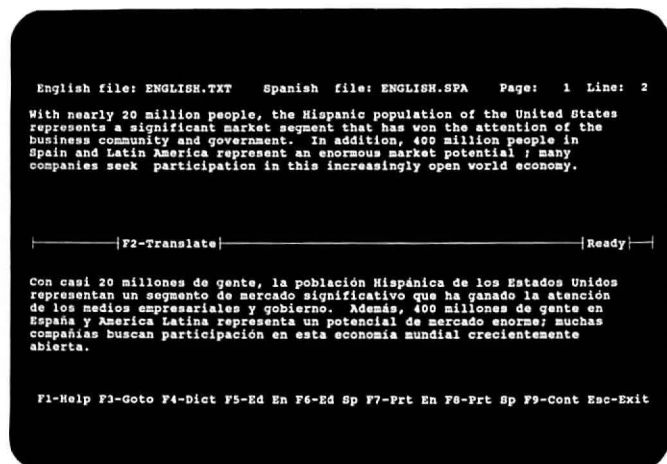 English file: ENGLISH.TXT Spanish file: ENGLISH.SPA Page: 1 Line: 2
With nearly 20 million people, the Hispanic population of the United States
represents a significant market segment that has won the attention of the
business community and government. In addition, 400 million people in
Spain and Latin America represent an enormous market potential ; many
companies seek participation in this increasingly open world economy.
F2-Translate Ready
Con casi 20 millones de gente, la población Hispánica de los Estados Unidos
representan un segmento de mercado significativo que ha ganado la atención
de los medios empresariales y gobierno. Además, 400 millones de gente en
España y America Latina representa un potencial de mercado enorme; muchas
compañías buscan participación en esta economía mundial crecientemente
abierta.
F1-Help F3-Goto F4-Dict F5-Ed En F6-Ed Sp F7-Prt En F8-Prt Sp F9-Cont Esc-Exit